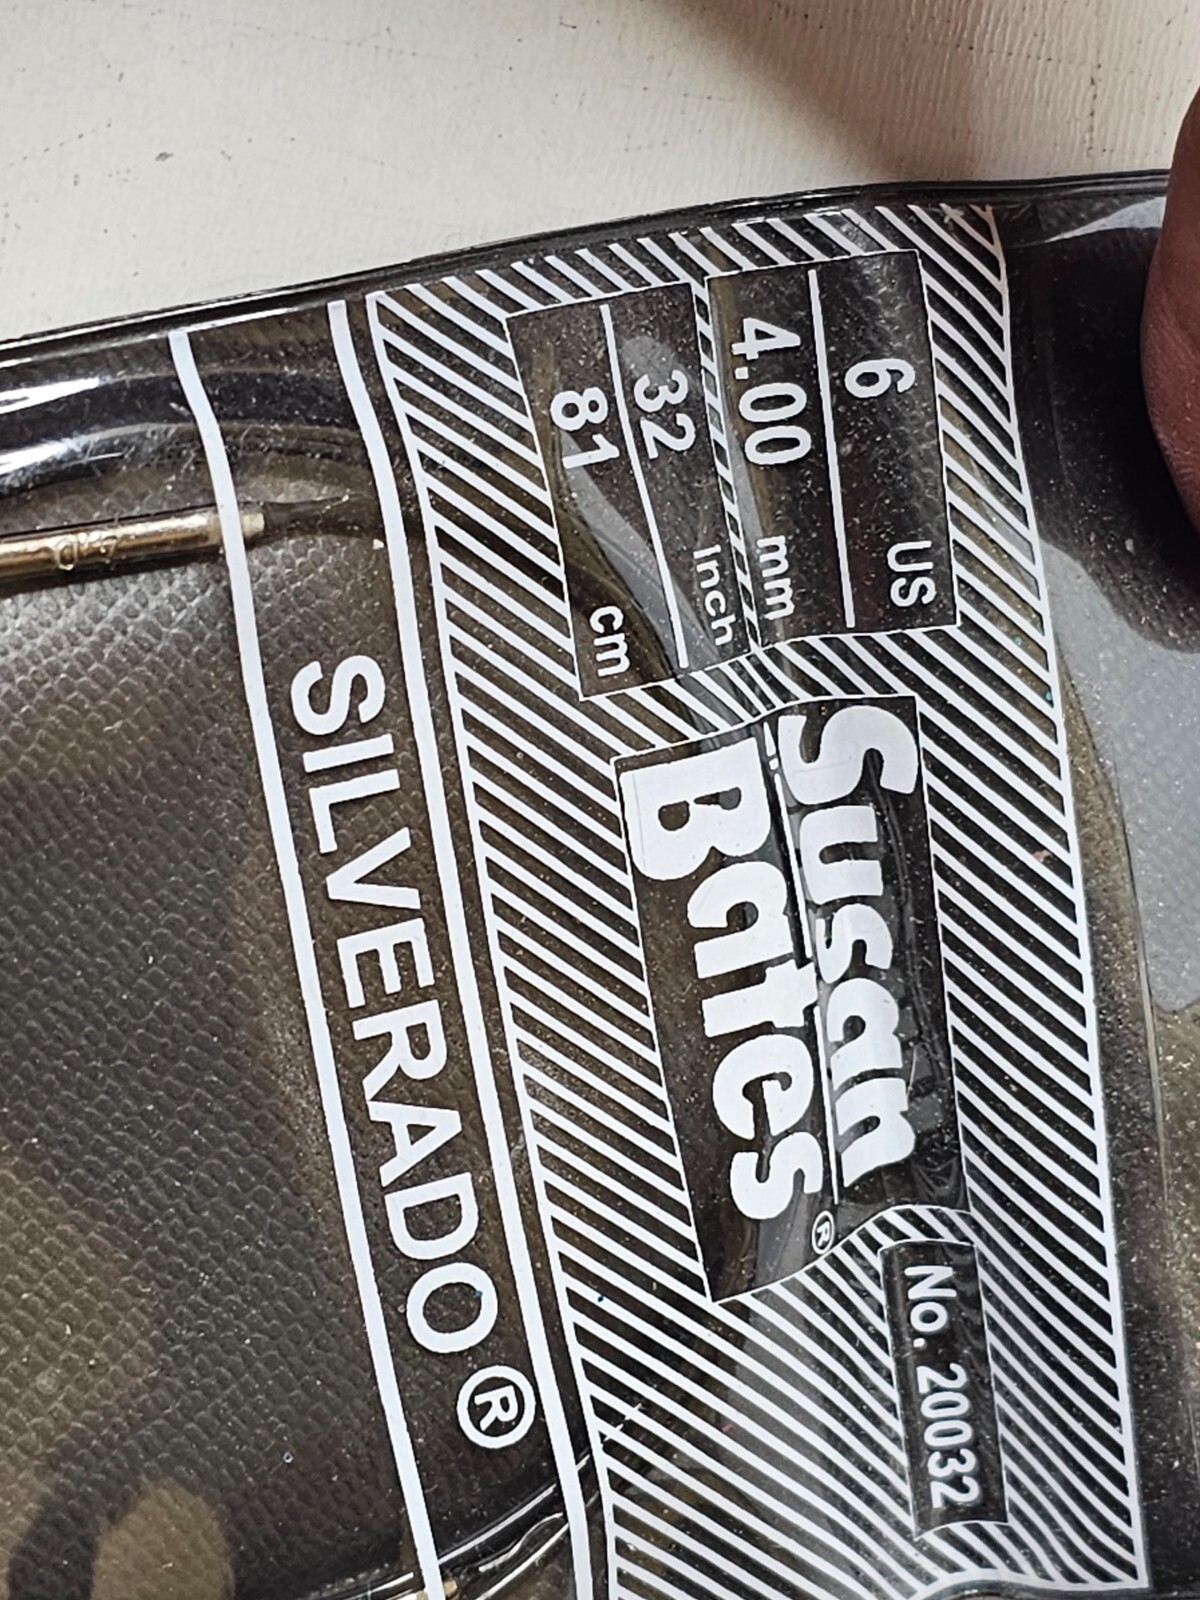 6 US
4.00 mm
32 Inch
81 cm
Susan
Bates®
No. 20032
SILVERADO®